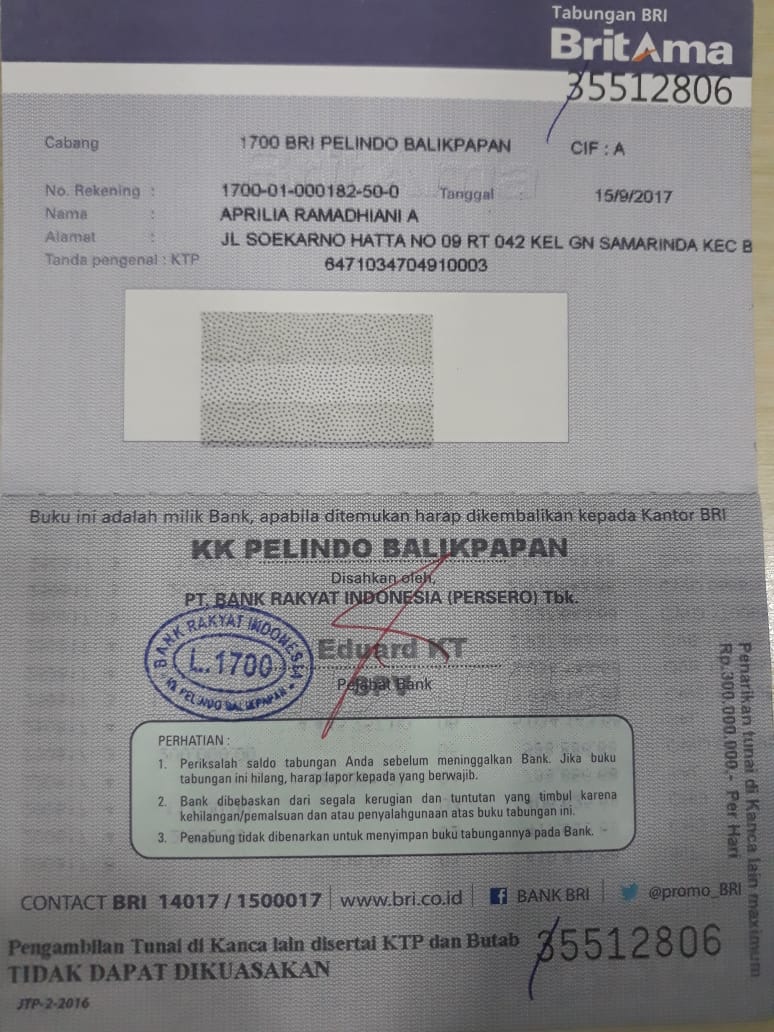 Tabungan BRI
BritAma
35512806
Cabang 1700 BRI PELINDO BALIKPAPAN CIF : A
No. Rekening : 1700-01-000182-50-0 Tanggal 15/9/2017
Nama : APRILIA RAMADHIANI A
Alamat : JL SOEKARNO HATTA NO 09 RT 042 KEL GN SAMARINDA KEC B
Tanda pengenal : KTP 6471034704910003
Buku ini adalah milik Bank, apabila ditemukan harap dikembalikan kepada Kantor BRI
KK PELINDO BALIKPAPAN
Disahkan oleh,
PT. BANK RAKYAT INDONESIA (PERSERO) Tbk.
BANK RAKYAT INDONESIA
L. 1700
KK PELINDO BALIKPAPAN
Eduard KT
Pejabat Bank
SPV
PERHATIAN :
1. Periksalah saldo tabungan Anda sebelum meninggalkan Bank. Jika buku
tabungan ini hilang, harap lapor kepada yang berwajib.
2. Bank dibebaskan dari segala kerugian dan tuntutan yang timbul karena
kehilangan/pemalsuan dan atau penyalahgunaan atas buku tabungan ini.
3. Penabung tidak dibenarkan untuk menyimpan buku tabungannya pada Bank.
Penarikan tunai di Kanca lain maximum
Rp.300.000.000,- Per Hari
CONTACT BRI 14017 / 1500017 www.bri.co.id BANK BRI @promo_BRI
Pengambilan Tunai di Kanca lain disertai KTP dan Butab
TIDAK DAPAT DIKUASAKAN
35512806
JTP-2-2016